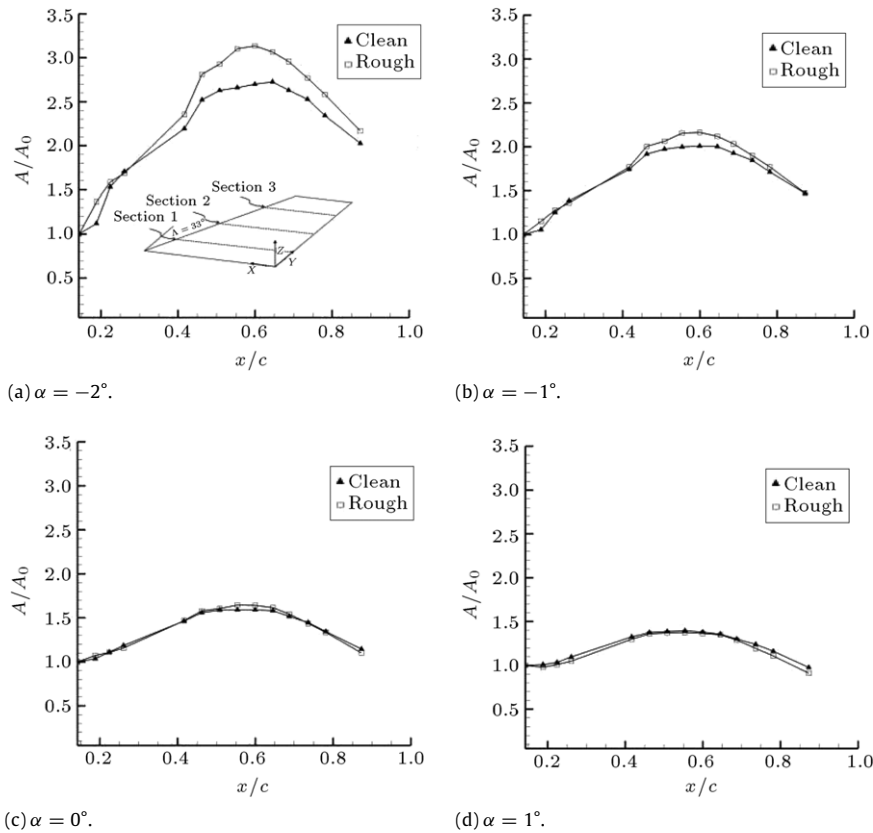 3.5
3.0
2.5
2.0
1.5
1.0
0.5
A/A₀
Clean
Rough
Section 3
Section 2
Section 1
Λ = 33°
Z
X
Y
0.2 0.4 0.6 0.8 1.0
x/c
(a) α = −2°.
3.5
3.0
2.5
2.0
1.5
1.0
0.5
A/A₀
Clean
Rough
0.2 0.4 0.6 0.8 1.0
x/c
(b) α = −1°.
3.5
3.0
2.5
2.0
1.5
1.0
0.5
A/A₀
Clean
Rough
0.2 0.4 0.6 0.8 1.0
x/c
(c) α = 0°.
3.5
3.0
2.5
2.0
1.5
1.0
0.5
A/A₀
Clean
Rough
0.2 0.4 0.6 0.8 1.0
x/c
(d) α = 1°.